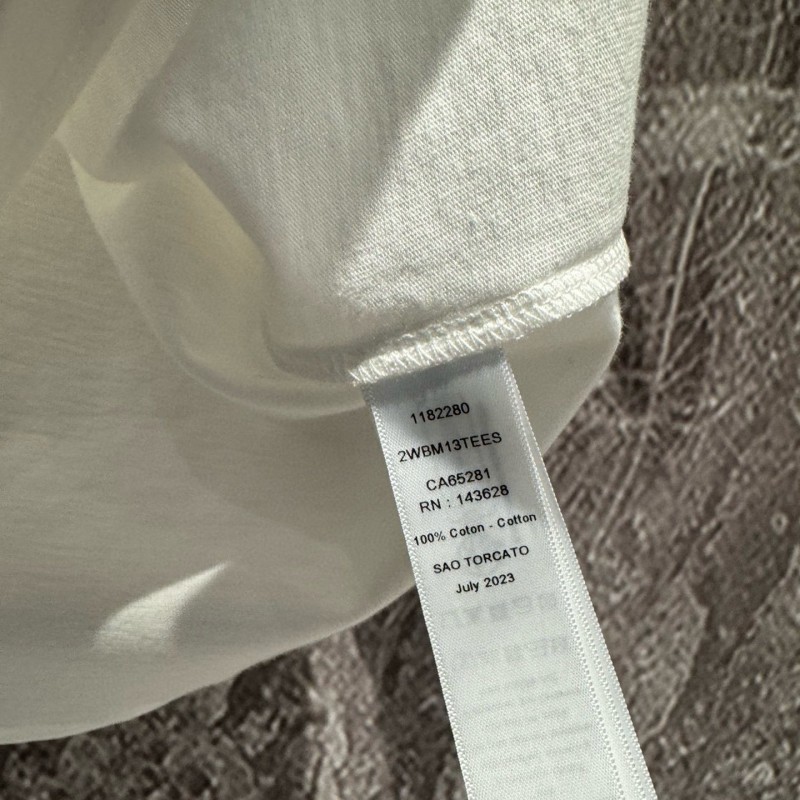 1182280
2WBM13TEES
CA65281
RN : 143628
100% Coton - Cotton
SAO TORCATO
July 2023